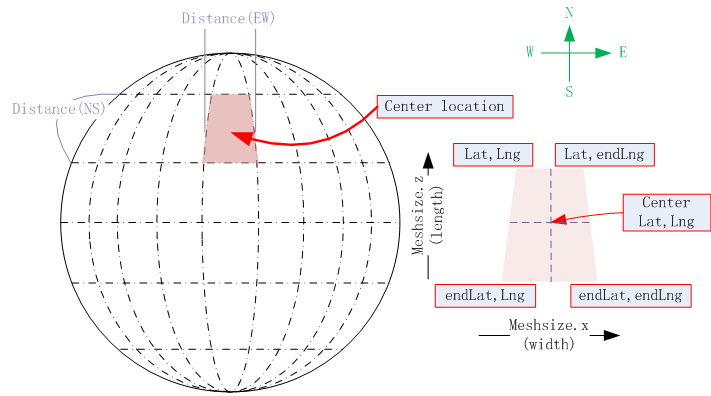 Distance(EW)
N
W
E
S
Distance(NS)
Center location
Lat,Lng
Lat,endLng
Meshsize.z
(length)
Center
Lat,Lng
endLat,Lng
endLat,endLng
Meshsize.x
(width)